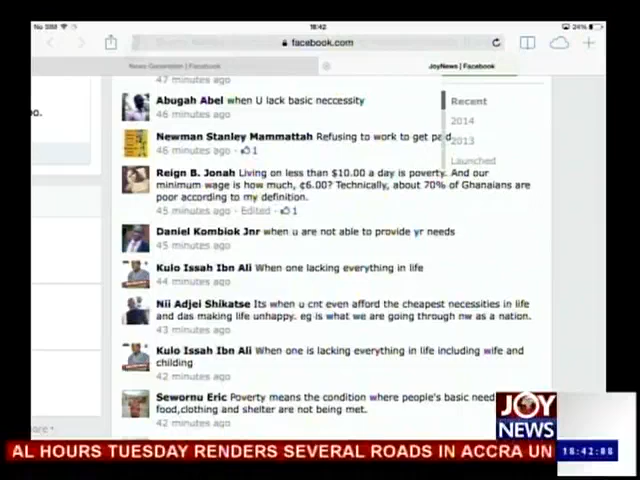 No SIM
18:42
24%
facebook.com
News Generation | Facebook
JoyNews | Facebook
47 minutes ago
Abugah Abel when U lack basic neccessity
46 minutes ago
Newman Stanley Mammattah Refusing to work to get paid
46 minutes ago · 1
Reign B. Jonah Living on less than $10.00 a day is poverty. And our
minimum wage is how much, ¢6.00? Technically, about 70% of Ghanaians are
poor according to my definition.
45 minutes ago · Edited · 1
Daniel Kombiok Jnr when u are not able to provide yr needs
45 minutes ago
Kulo Issah Ibn Ali When one lacking everything in life
44 minutes ago
Nii Adjei Shikatse Its when u cnt even afford the cheapest necessities in life
and das making life unhappy. eg is what we are going through nw as a nation.
43 minutes ago
Kulo Issah Ibn Ali When one is lacking everything in life including wife and
childing
42 minutes ago
Sewornu Eric Poverty means the condition where people's basic need
food,clothing and shelter are not being met.
42 minutes ago
Recent
2014
2013
Launched
JOY
NEWS
AL HOURS TUESDAY RENDERS SEVERAL ROADS IN ACCRA UN
18:42:08